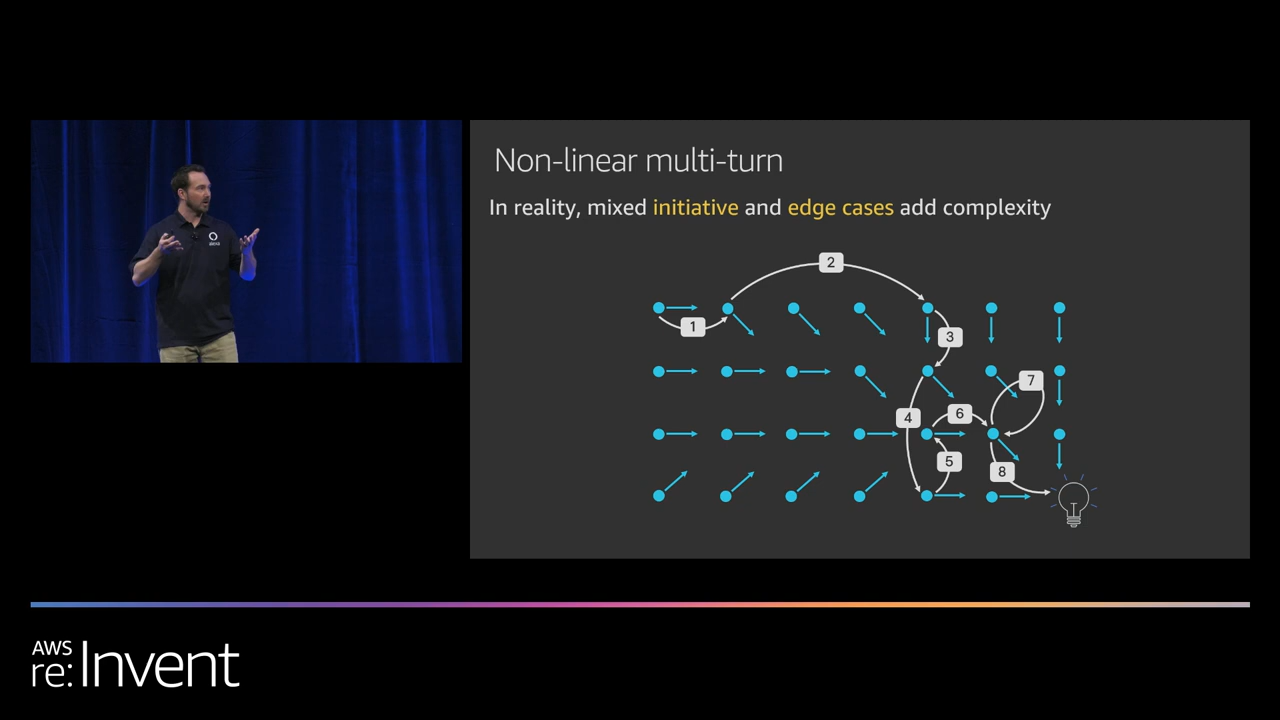 Non-linear multi-turn
In reality, mixed initiative and edge cases add complexity
2
1
3
7
4
6
5
8
AWS
re:Invent